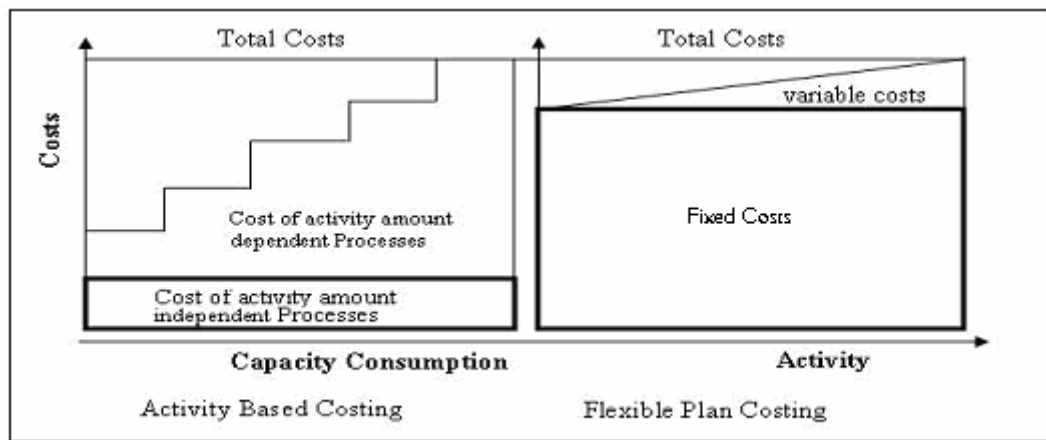 Total Costs
Total Costs
variable costs
Costs
Cost of activity amount
dependent Processes
Fixed Costs
Cost of activity amount
independent Processes
Capacity Consumption
Activity
Activity Based Costing
Flexible Plan Costing